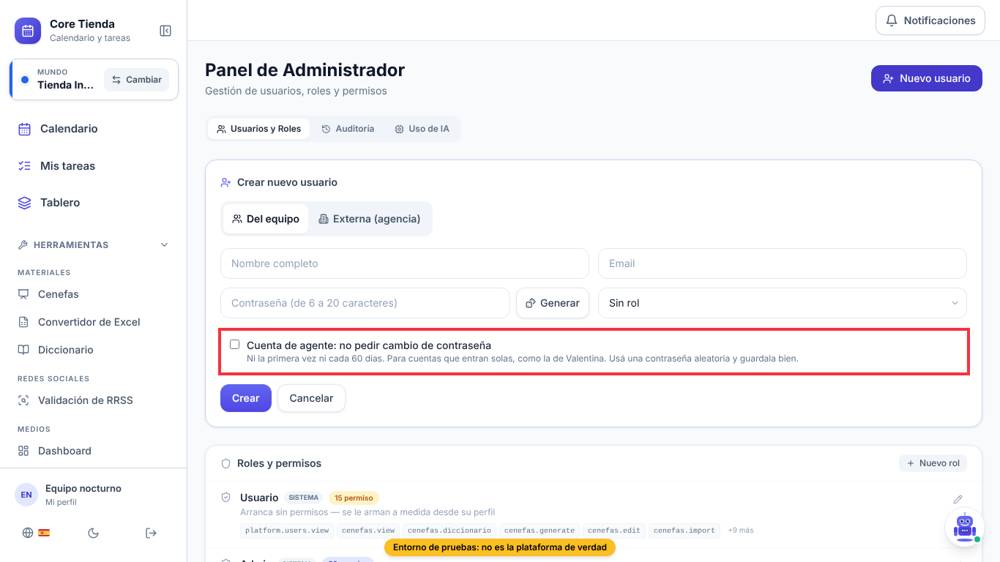 Core Tienda
Calendario y tareas
MUNDO
Tienda In...
Cambiar
Calendario
Mis tareas
Tablero
HERRAMIENTAS
MATERIALES
Cenefas
Convertidor de Excel
Diccionario
REDES SOCIALES
Validación de RRSS
MEDIOS
Dashboard
EN
Equipo nocturno
Mi perfil
Notificaciones
Panel de Administrador
Gestión de usuarios, roles y permisos
Nuevo usuario
Usuarios y Roles
Auditoría
Uso de IA
Crear nuevo usuario
Del equipo
Externa (agencia)
Nombre completo
Email
Contraseña (de 6 a 20 caracteres)
Generar
Sin rol
Cuenta de agente: no pedir cambio de contraseña
Ni la primera vez ni cada 60 días. Para cuentas que entran solas, como la de Valentina. Usá una contraseña aleatoria y guardala bien.
Crear
Cancelar
Roles y permisos
Nuevo rol
Usuario SISTEMA 15 permiso
Arranca sin permisos — se le arman a medida desde su perfil
platform.users.view cenefas.view cenefas.diccionario cenefas.generate cenefas.edit cenefas.import +9 más
Entorno de pruebas: no es la plataforma de verdad